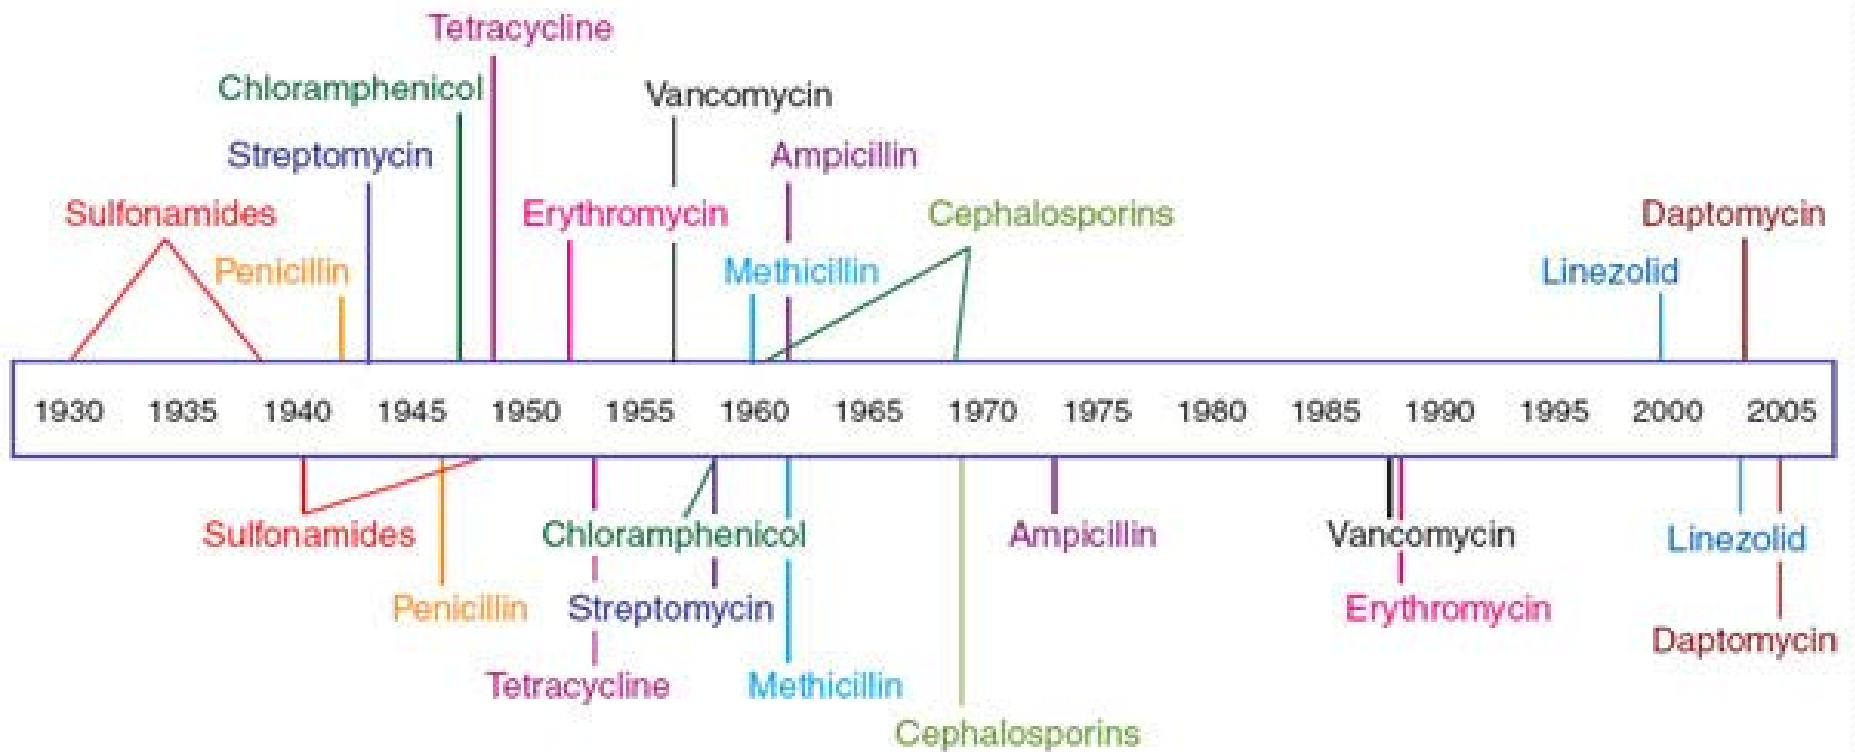 Tetracycline
Chloramphenicol
Vancomycin
Streptomycin
Ampicillin
Sulfonamides
Erythromycin
Cephalosporins
Daptomycin
Penicillin
Methicillin
Linezolid
1930 1935 1940 1945 1950 1955 1960 1965 1970 1975 1980 1985 1990 1995 2000 2005
Sulfonamides
Chloramphenicol
Ampicillin
Vancomycin
Linezolid
Penicillin
Streptomycin
Erythromycin
Daptomycin
Tetracycline
Methicillin
Cephalosporins